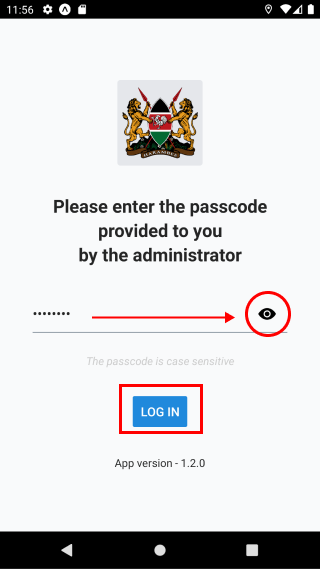 11:56
HARAMBEE
Please enter the passcode
provided to you
by the administrator
••••••••
The passcode is case sensitive
LOG IN
App version - 1.2.0